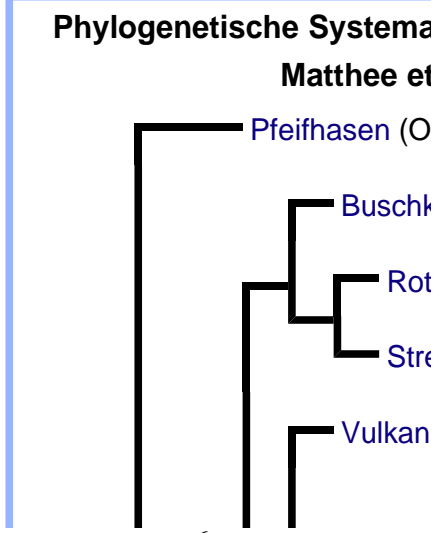 Phylogenetische Systema
Matthee et
Pfeifhasen (O
Buschk
Rot
Stre
Vulkan